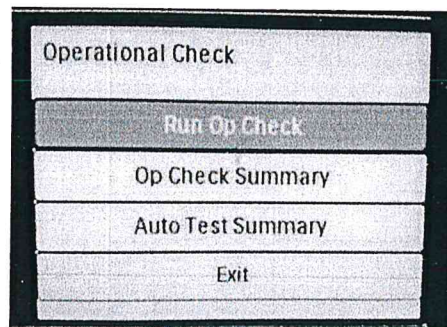 Operational Check
Run Op Check
Op Check Summary
Auto Test Summary
Exit